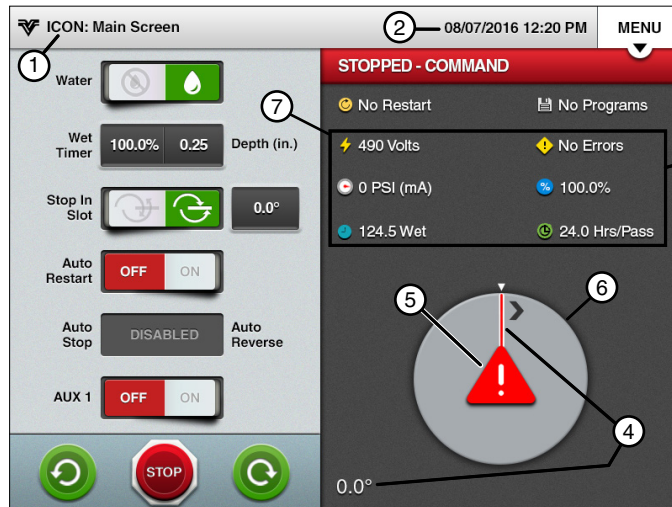 ICON: Main Screen
2
08/07/2016 12:20 PM
MENU
1
STOPPED - COMMAND
Water
7
No Restart
No Programs
Wet Timer
100.0%
0.25
Depth (in.)
490 Volts
No Errors
Stop In Slot
0.0°
0 PSI (mA)
% 100.0%
124.5 Wet
24.0 Hrs/Pass
Auto Restart
OFF
ON
5
6
Auto Stop
DISABLED
Auto Reverse
!
AUX 1
OFF
ON
4
STOP
0.0°